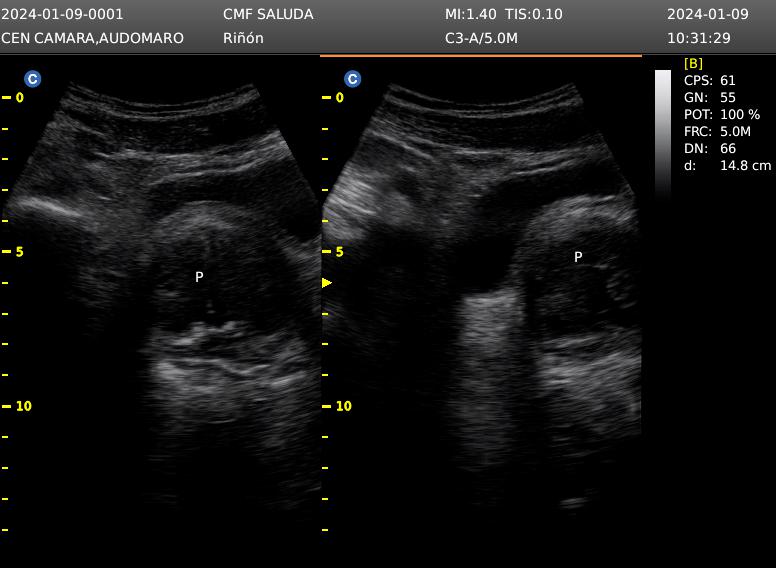 2024-01-09-0001 CMF SALUDA MI:1.40 TIS:0.10 2024-01-09
CEN CAMARA,AUDOMARO Riñón C3-A/5.0M 10:31:29
[B]
CPS: 61
GN: 55
POT: 100 %
FRC: 5.0M
DN: 66
d: 14.8 cm
C
0
5
10
P
C
0
5
10
P